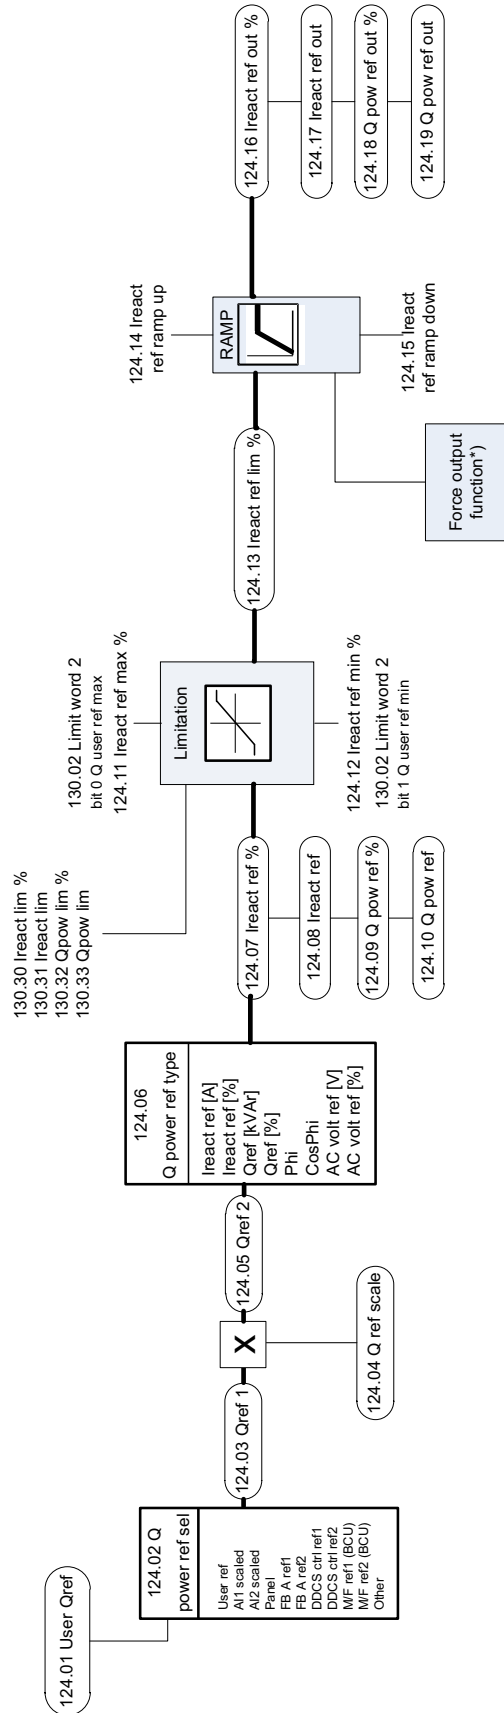 124.01 User Qref
124.02 Q
power ref sel
User ref
AI1 scaled
AI2 scaled
Panel
FB A ref1
FB A ref2
DDCS ctrl ref1
DDCS ctrl ref2
M/F ref1 (BCU)
M/F ref2 (BCU)
Other
124.03 Qref 1
X
124.04 Q ref scale
124.05 Qref 2
124.06
Q power ref type
Ireact ref [A]
Ireact ref [%]
Qref [kVAr]
Qref [%]
Phi
CosPhi
AC volt ref [V]
AC volt ref [%]
124.07 Ireact ref %
124.08 Ireact ref
124.09 Q pow ref %
124.10 Q pow ref
130.30 Ireact lim %
130.31 Ireact lim
130.32 Qpow lim %
130.33 Qpow lim
130.02 Limit word 2
bit 0 Q user ref max
124.11 Ireact ref max %
Limitation
124.12 Ireact ref min %
130.02 Limit word 2
bit 1 Q user ref min
124.13 Ireact ref lim %
124.14 Ireact
ref ramp up
RAMP
124.15 Ireact
ref ramp down
Force output
function*)
124.16 Ireact ref out %
124.17 Ireact ref out
124.18 Q pow ref out %
124.19 Q pow ref out